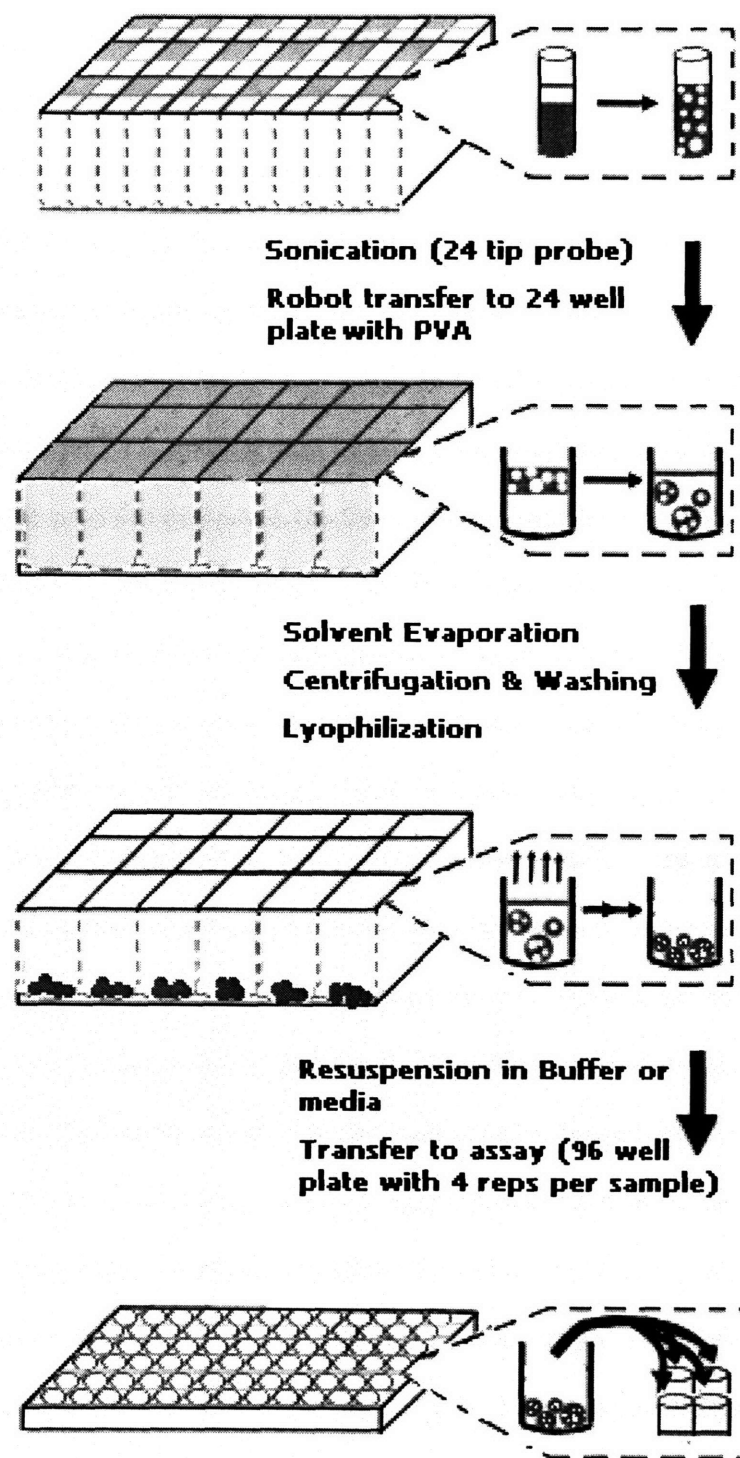 Sonication (24 tip probe)
Robot transfer to 24 well
plate with PVA
Solvent Evaporation
Centrifugation & Washing
Lyophilization
Resuspension in Buffer or
media
Transfer to assay (96 well
plate with 4 reps per sample)